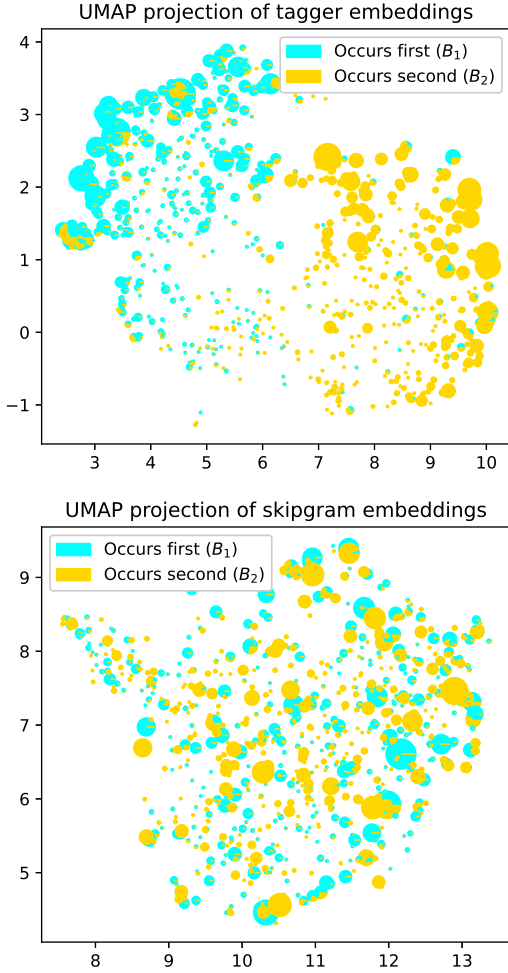 UMAP projection of tagger embeddings
4
3
2
1
0
−1
Occurs first (B₁)
Occurs second (B₂)
3 4 5 6 7 8 9 10
UMAP projection of skipgram embeddings
Occurs first (B₁)
Occurs second (B₂)
9
8
7
6
5
8 9 10 11 12 13